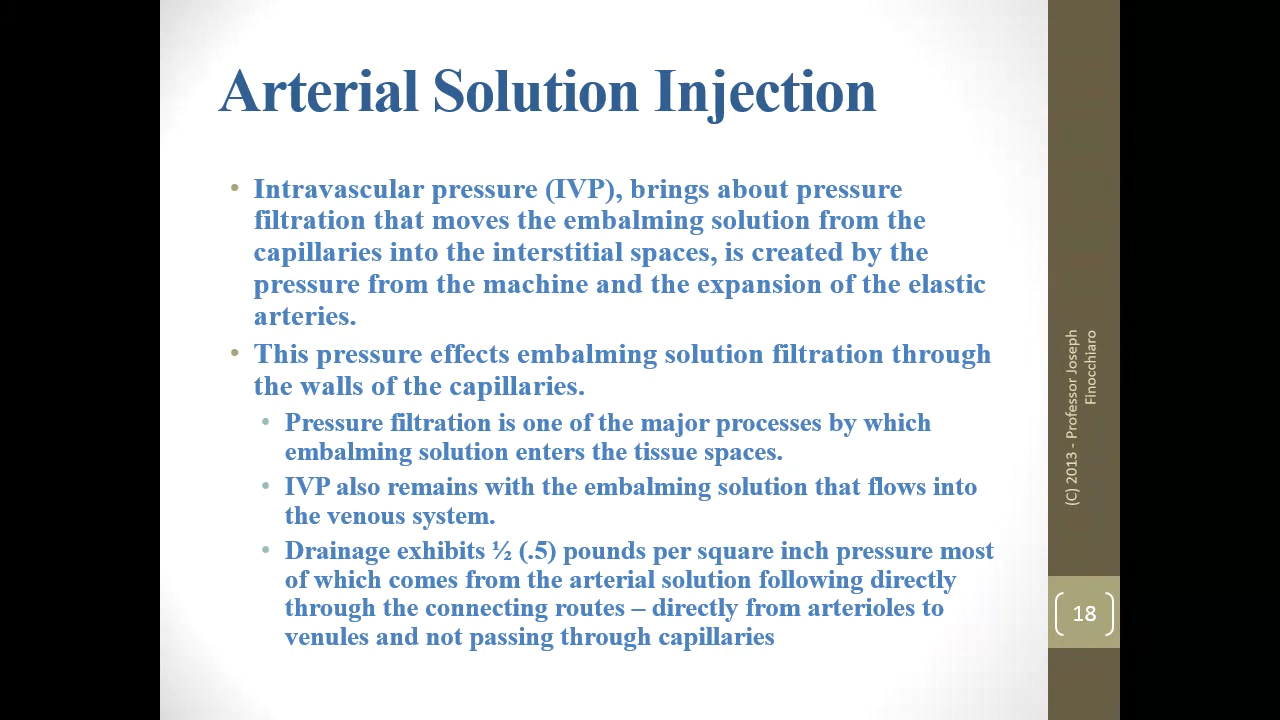 Arterial Solution Injection
• Intravascular pressure (IVP), brings about pressure
filtration that moves the embalming solution from the
capillaries into the interstitial spaces, is created by the
pressure from the machine and the expansion of the elastic
arteries.
• This pressure effects embalming solution filtration through
the walls of the capillaries.
• Pressure filtration is one of the major processes by which
embalming solution enters the tissue spaces.
• IVP also remains with the embalming solution that flows into
the venous system.
• Drainage exhibits ½ (.5) pounds per square inch pressure most
of which comes from the arterial solution following directly
through the connecting routes – directly from arterioles to
venules and not passing through capillaries
(C) 2013 - Professor Joseph
Finocchiaro
18